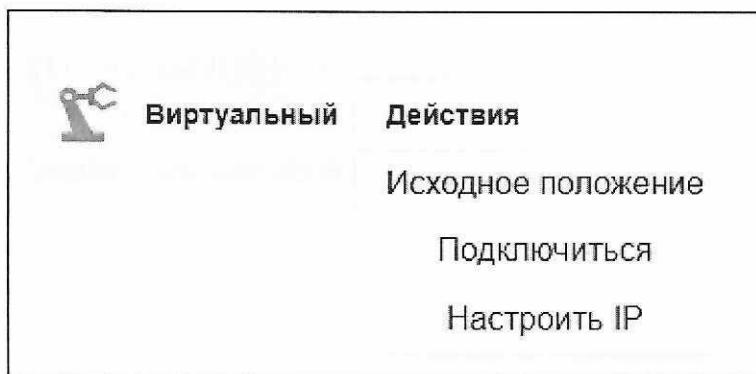 Виртуальный Действия
Исходное положение
Подключиться
Настроить IP